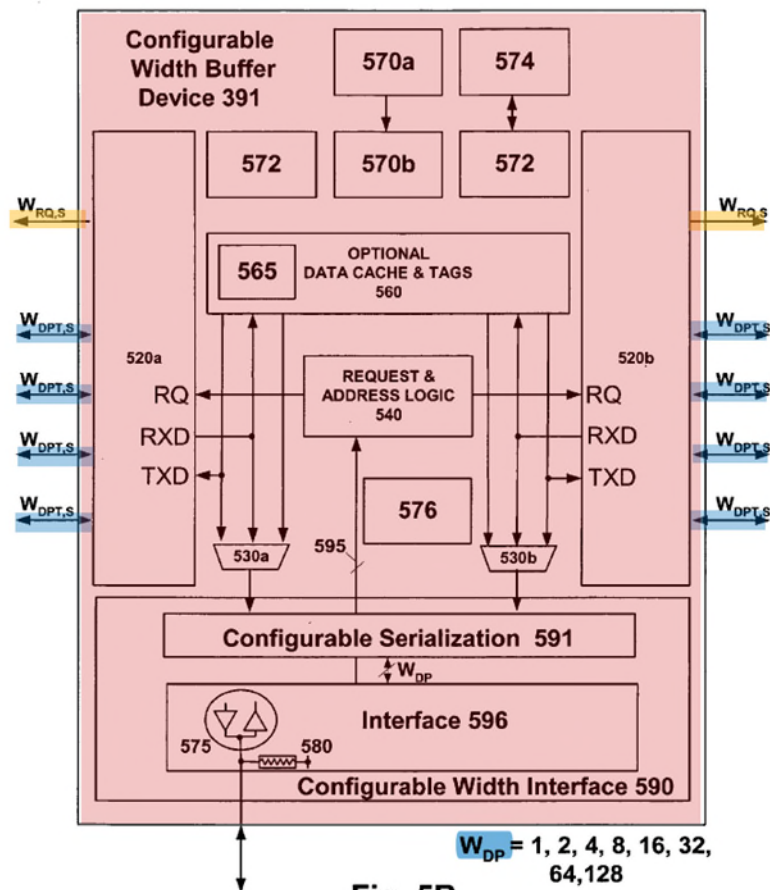 Configurable
Width Buffer
Device 391
570a
574
572
570b
572
W_RQ,S
W_RQ,S
565
OPTIONAL
DATA CACHE & TAGS
560
W_DPT,S
W_DPT,S
520a
520b
REQUEST &
ADDRESS LOGIC
540
W_DPT,S
W_DPT,S
RQ
RQ
RXD
RXD
W_DPT,S
W_DPT,S
TXD
TXD
576
W_DPT,S
W_DPT,S
595
530a
530b
Configurable Serialization 591
W_DP
Interface 596
575
580
Configurable Width Interface 590
W_DP = 1, 2, 4, 8, 16, 32,
64,128